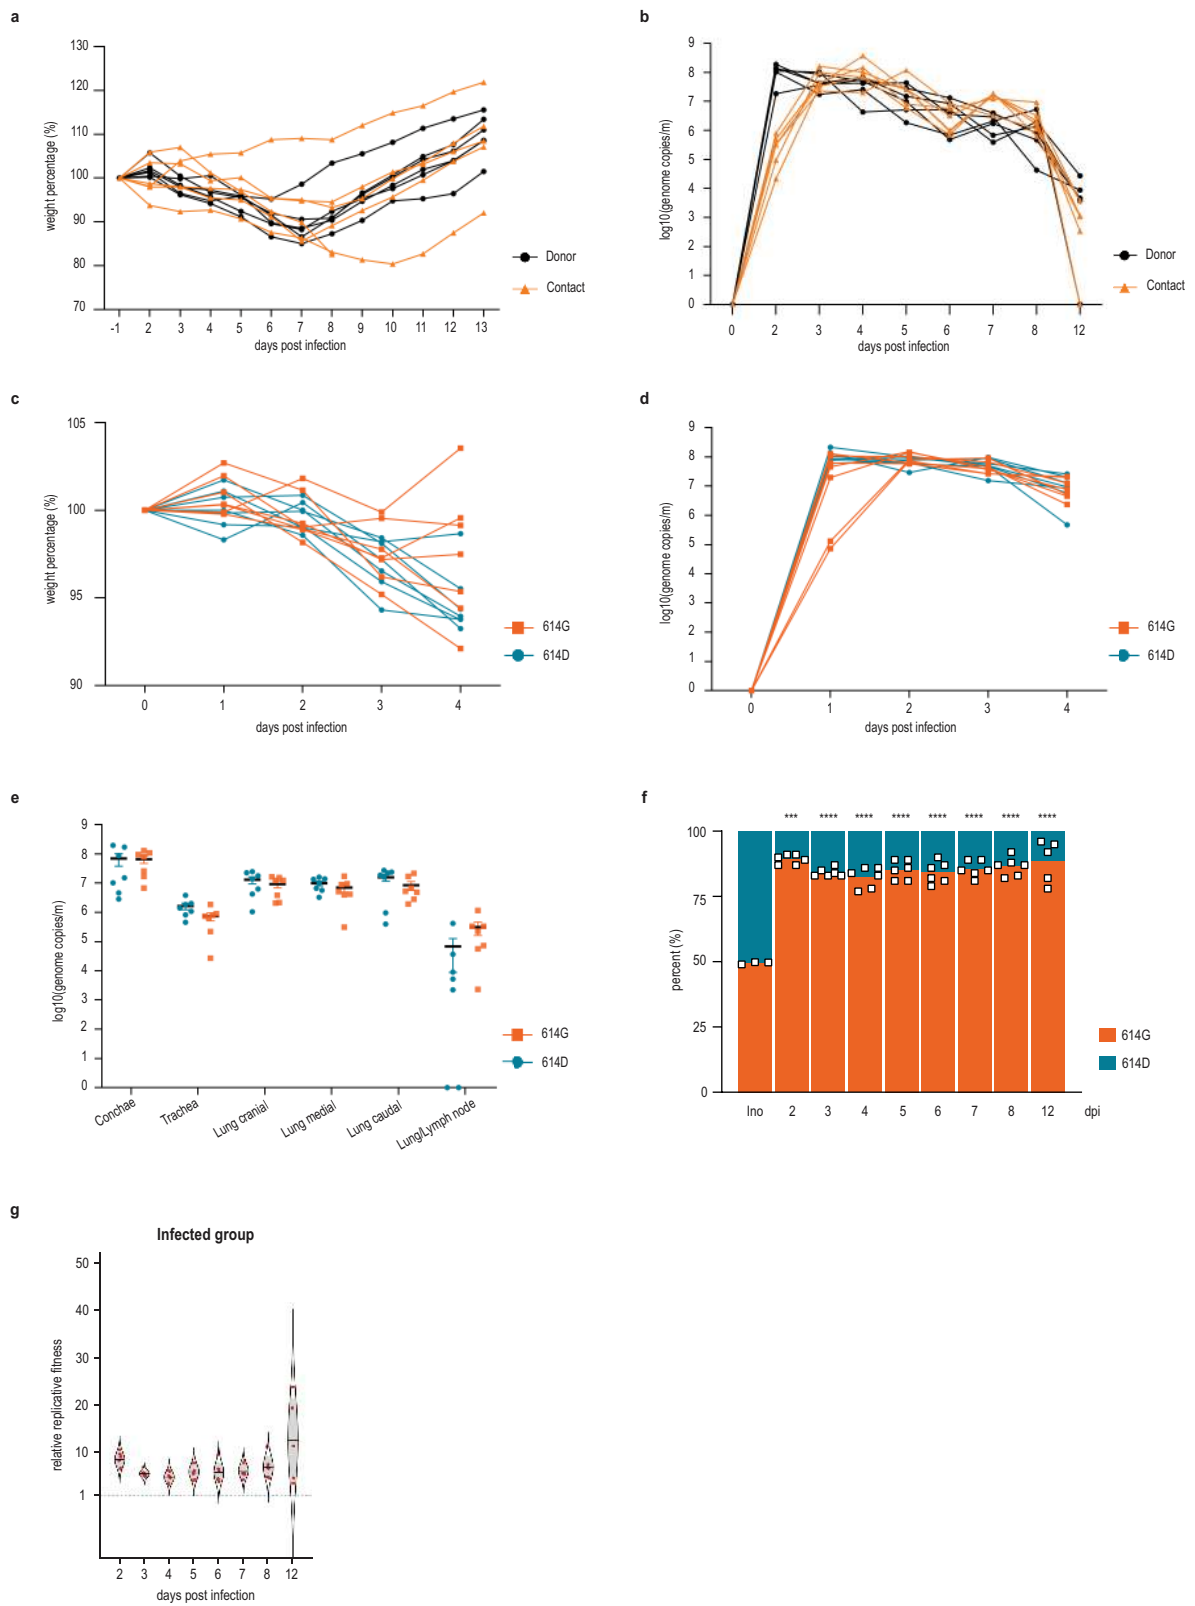 a
130
120
110
100
90
80
70
weight percentage (%)
-1 2 3 4 5 6 7 8 9 10 11 12 13
days post infection
Donor
Contact
b
9
8
7
6
5
4
3
2
1
0
log10(genome copies/m)
0 2 3 4 5 6 7 8 12
days post infection
Donor
Contact
c
105
100
95
90
weight percentage (%)
0 1 2 3 4
days post infection
614G
614D
d
9
8
7
6
5
4
3
2
1
0
log10(genome copies/m)
0 1 2 3 4
days post infection
614G
614D
e
9
8
7
6
5
4
3
2
1
0
log10(genome copies/m)
Conchae Trachea Lung cranial Lung medial Lung caudal Lung/Lymph node
614G
614D
f
*** **** **** **** **** **** **** ****
100
75
50
25
0
percent (%)
Ino 2 3 4 5 6 7 8 12 dpi
614G
614D
g
Infected group
50
40
30
20
10
1
relative replicative fitness
2 3 4 5 6 7 8 12
days post infection